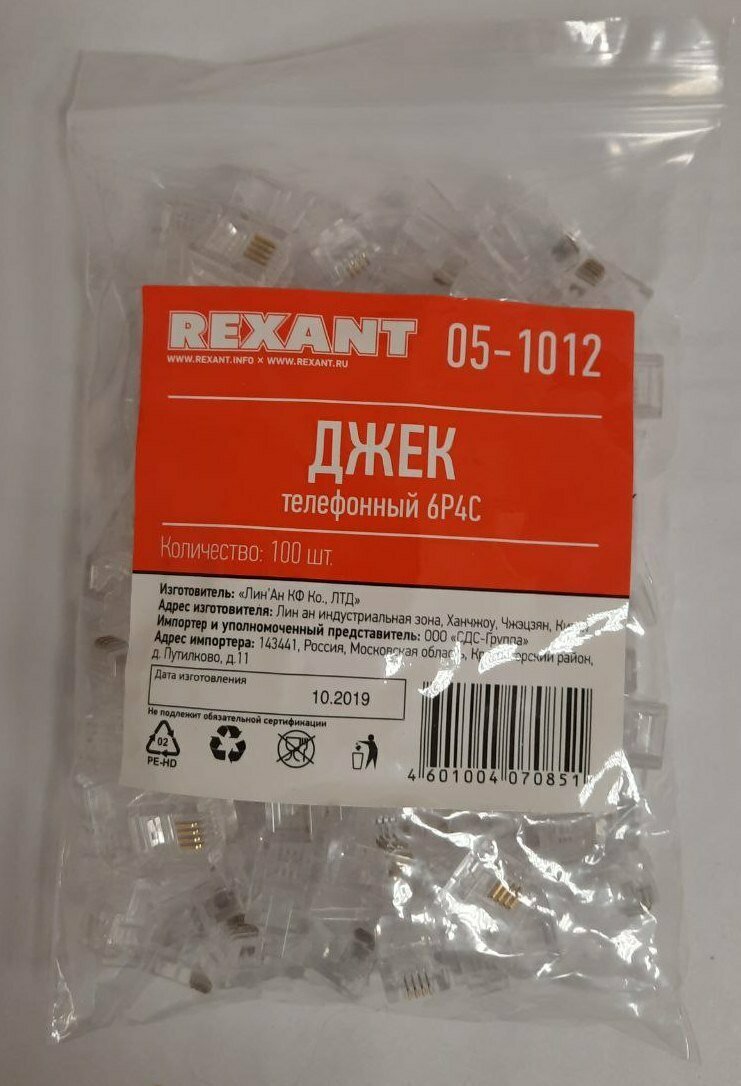 REXANT 05-1012
WWW.REXANT.INFO × WWW.REXANT.RU
ДЖЕК
телефонный 6P4C
Количество: 100 шт.
Изготовитель: «Лин'Ан КФ Ко., ЛТД»
Адрес изготовителя: Лин ан индустриальная зона, Ханчжоу, Чжэцзян,
Импортер и уполномоченный представитель: ООО «СДС-Группа»
Адрес импортера: 143441, Россия, Московская область, Красногорский район,
д. Путилково, д.11
Дата изготовления
10.2019
Не подлежит обязательной сертификации
02
PE-HD
4 601004 070851